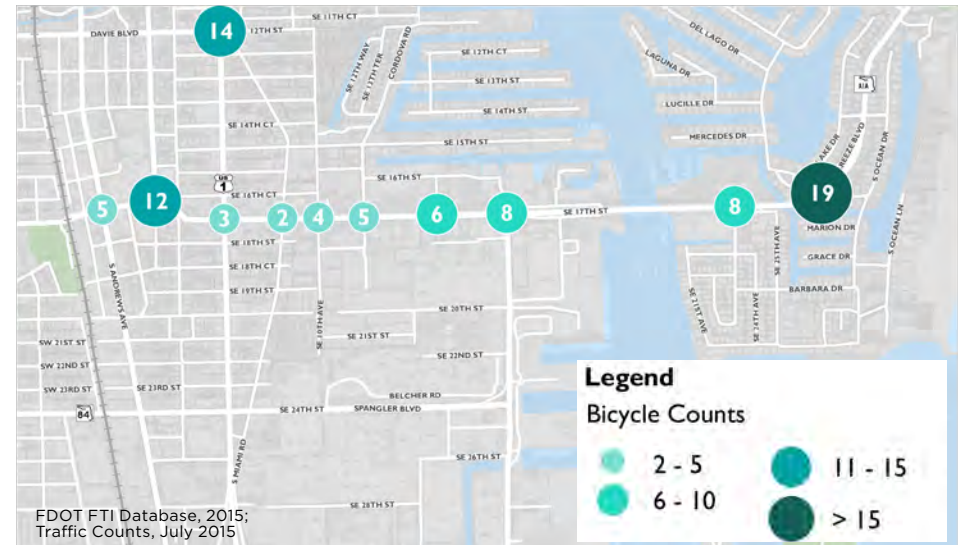 SE 11TH CT
14
DAVIE BLVD
12TH ST
CORDOVA RD
DEL LAGO DR
SE 12TH WAY
SE 13TH TER
SE 12TH CT
LAGUNA DR
SE 13TH ST
A1A
LUCILLE DR
SE 14TH ST
SE 14TH CT
MERCEDES DR
LAKE DR
BREEZE BLVD
S OCEAN DR
SE 15TH ST
SE 16TH ST
US
1
SE 16TH CT
5
12
3
2
4
5
6
8
SE 17TH ST
8
19
S OCEAN LN
MARION DR
SE 18TH ST
SE 25TH AVE
GRACE DR
SE 18TH CT
S ANDREWS AVE
SE 19TH ST
BARBARA DR
SE 10TH AVE
SE 20TH ST
SE 21ST AVE
SE 24TH AVE
SE 21ST ST
SW 21ST ST
SE 22ND ST
SW 22ND ST
SW 23RD ST
SE 23RD ST
BELCHER RD
84
SE 24TH ST
SPANGLER BLVD
S MIAMI RD
SE 26TH ST
SE 28TH ST
FDOT FTI Database, 2015;
Traffic Counts, July 2015
Legend
Bicycle Counts
2 - 5
11 - 15
6 - 10
> 15